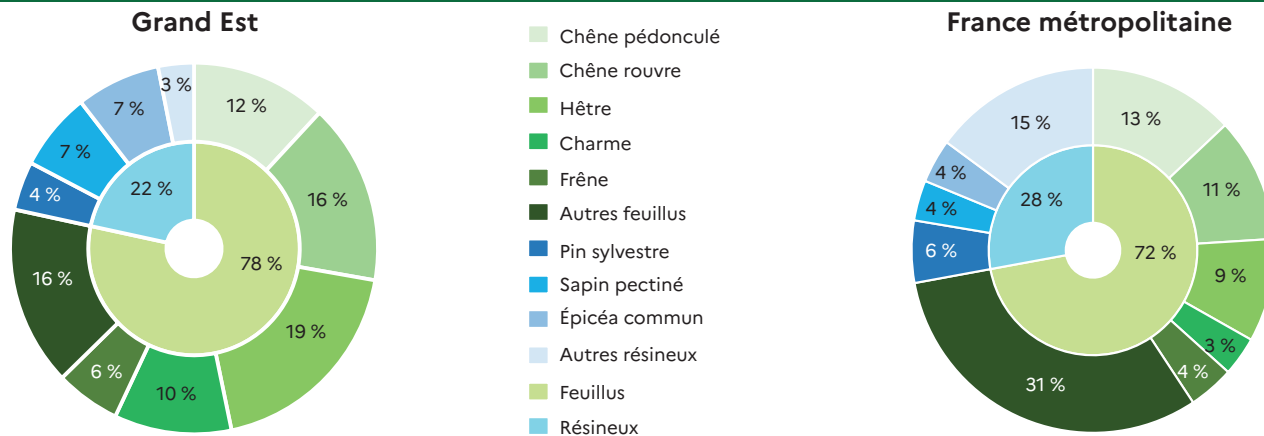 Grand Est
3 %
12 %
7 %
7 %
16 %
4 %
22 %
78 %
16 %
19 %
6 %
10 %
Chêne pédonculé
Chêne rouvre
Hêtre
Charme
Frêne
Autres feuillus
Pin sylvestre
Sapin pectiné
Épicéa commun
Autres résineux
Feuillus
Résineux
France métropolitaine
15 %
13 %
4 %
11 %
4 %
28 %
6 %
72 %
9 %
3 %
4 %
31 %